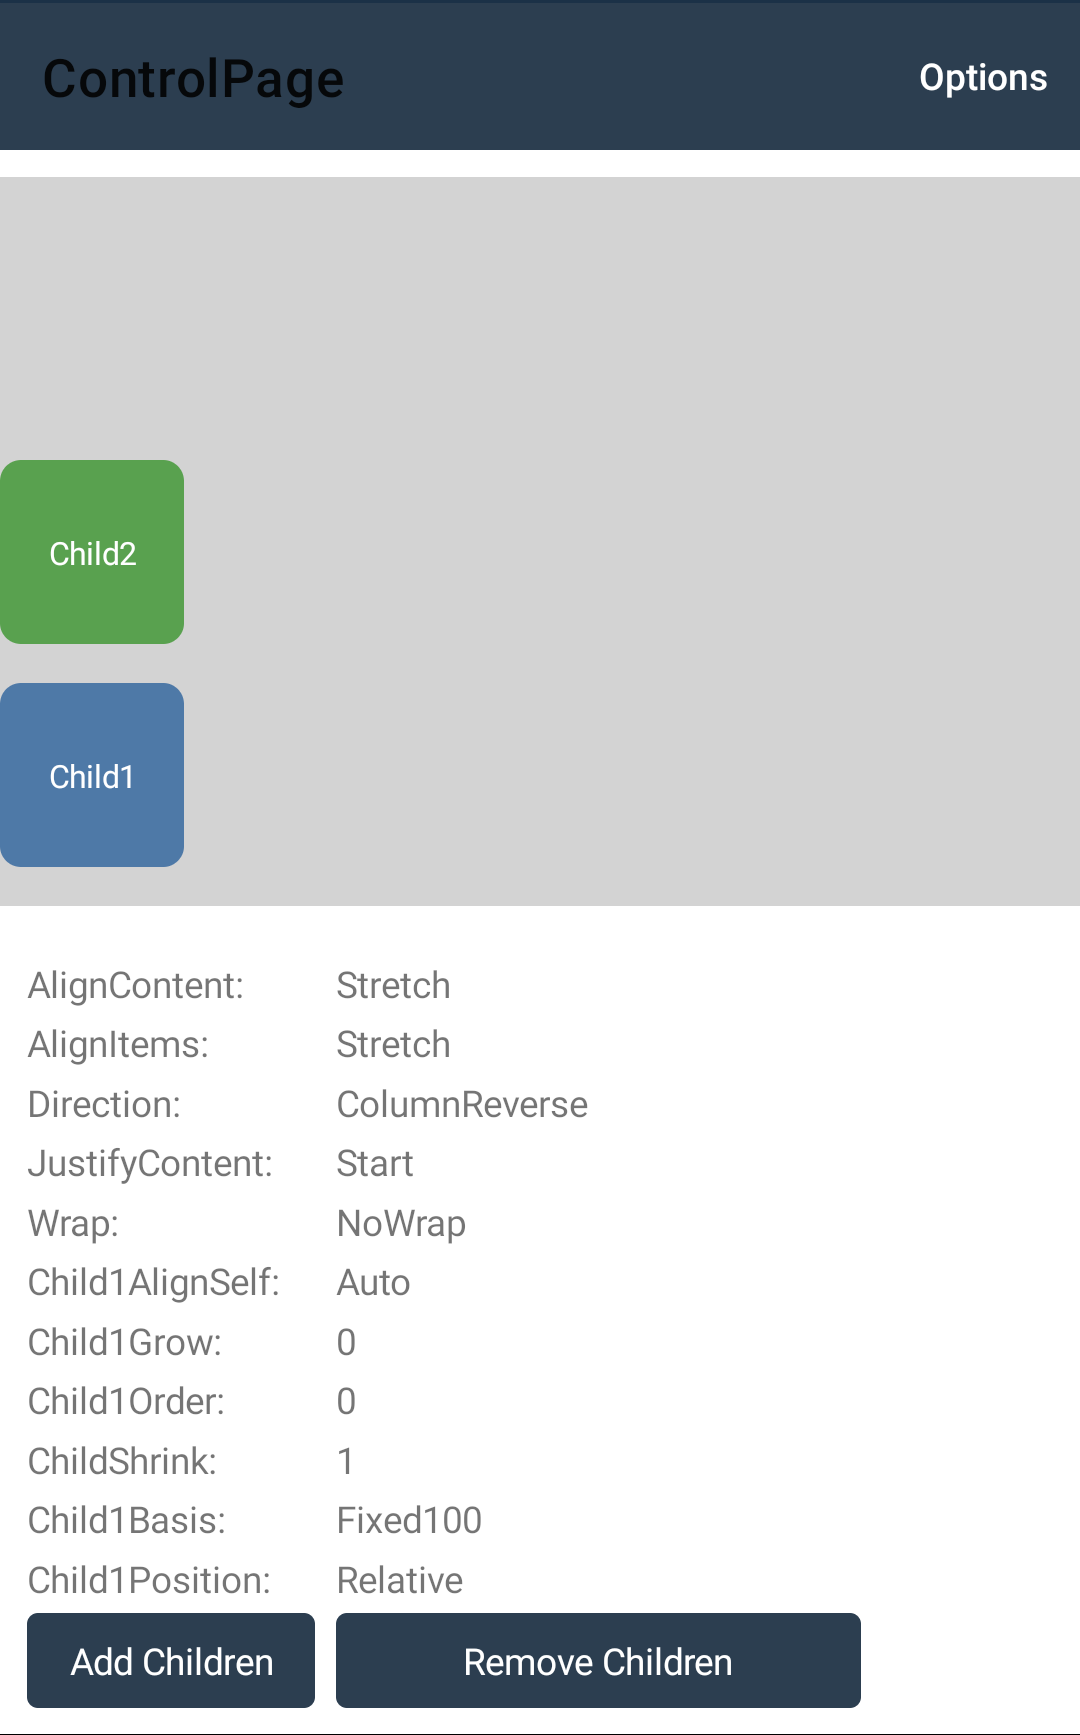 ControlPage Options
Child2
Child1
AlignContent: Stretch
AlignItems: Stretch
Direction: ColumnReverse
JustifyContent: Start
Wrap: NoWrap
Child1AlignSelf: Auto
Child1Grow: 0
Child1Order: 0
ChildShrink: 1
Child1Basis: Fixed100
Child1Position: Relative
Add Children Remove Children